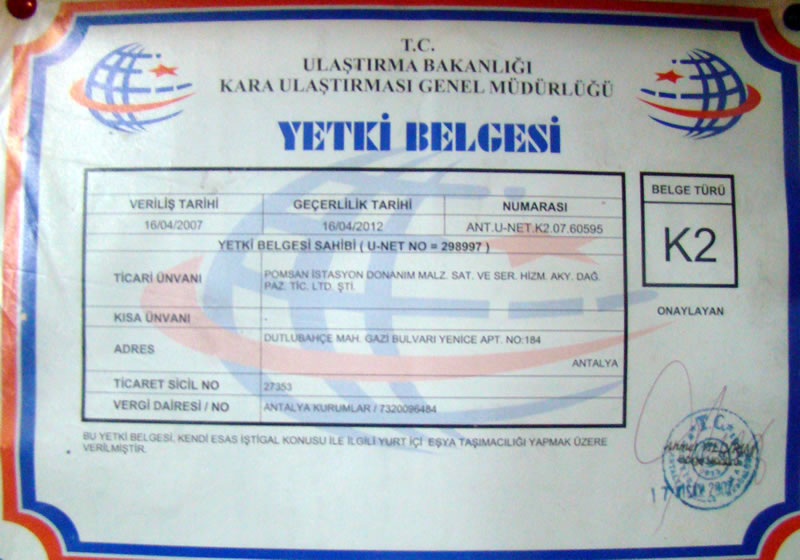 T.C.
ULAŞTIRMA BAKANLIĞI
KARA ULAŞTIRMASI GENEL MÜDÜRLÜĞÜ
YETKİ BELGESİ
VERİLİŞ TARİHİ GEÇERLİLİK TARİHİ NUMARASI
16/04/2007 16/04/2012 ANT.U-NET.K2.07.60595
YETKİ BELGESİ SAHİBİ ( U-NET NO = 298997 )
TİCARİ ÜNVANI POMSAN İSTASYON DONANIM MALZ. SAT. VE SER. HİZM. AKY. DAĞ.
PAZ. TİC. LTD. ŞTİ.
KISA ÜNVANI -
ADRES DUTLUBAHÇE MAH. GAZİ BULVARI YENİCE APT. NO:184
ANTALYA
TİCARET SİCİL NO 27353
VERGİ DAİRESİ / NO ANTALYA KURUMLAR / 7320096484
BU YETKİ BELGESİ, KENDİ ESAS İŞTİGAL KONUSU İLE İLGİLİ YURT İÇİ EŞYA TAŞIMACILIĞI YAPMAK ÜZERE
VERİLMİŞTİR.
BELGE TÜRÜ
K2
ONAYLAYAN
T.C.